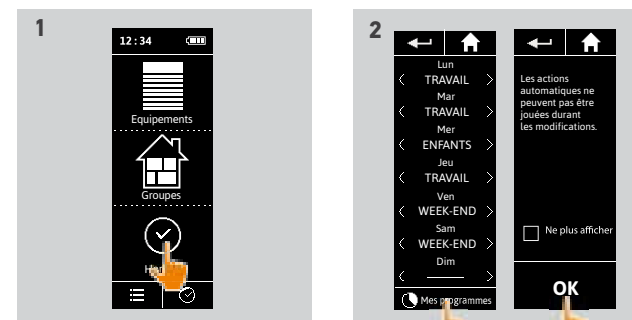 1
12:34
Equipements
Groupes
2
Lun
TRAVAIL
Mar
TRAVAIL
Mer
ENFANTS
Jeu
TRAVAIL
Ven
WEEK-END
Sam
WEEK-END
Dim
Mes programmes
Les actions
automatiques ne
peuvent pas être
jouées durant
les modifications.
Ne plus afficher
OK